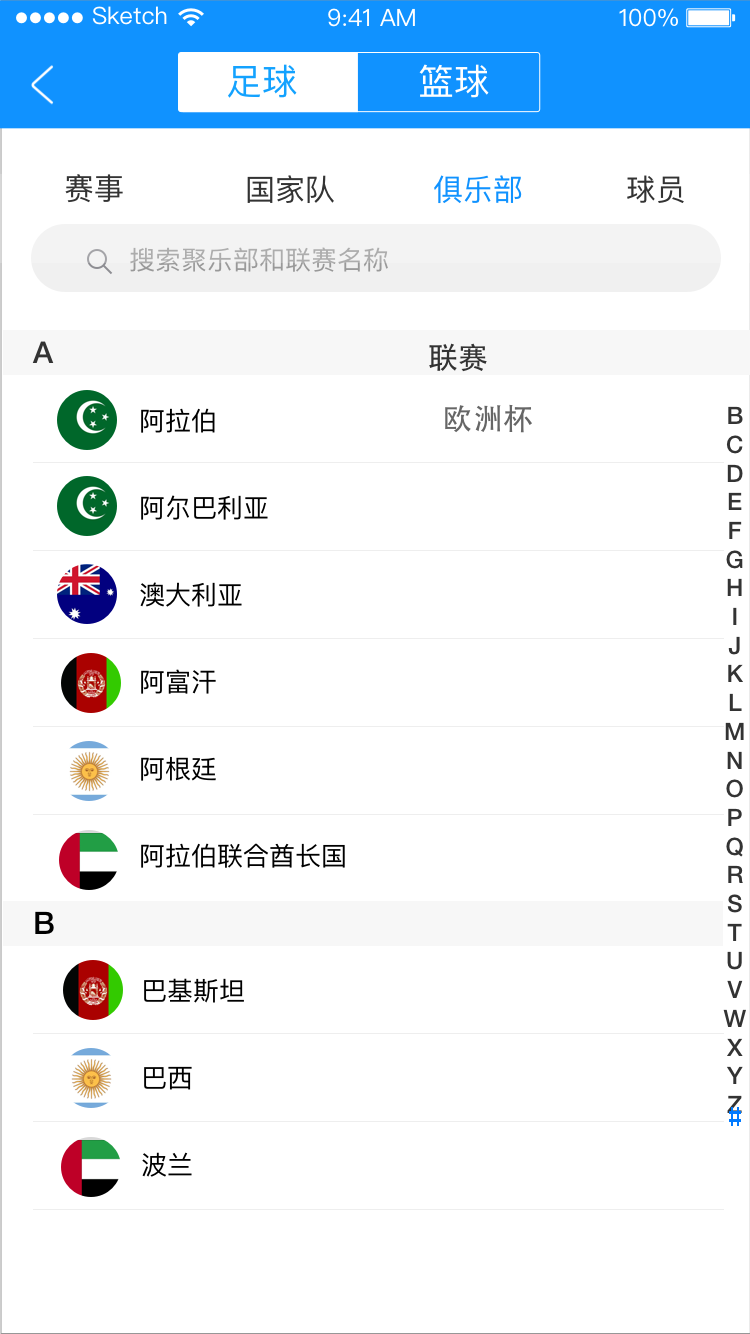 Sketch 9:41 AM 100%
足球 篮球
赛事 国家队 俱乐部 球员
搜索聚乐部和联赛名称
A 联赛
阿拉伯 欧洲杯
阿尔巴利亚
澳大利亚
阿富汗
阿根廷
阿拉伯联合酋长国
B
巴基斯坦
巴西
波兰
B
C
D
E
F
G
H
I
J
K
L
M
N
O
P
Q
R
S
T
U
V
W
X
Y
Z
#